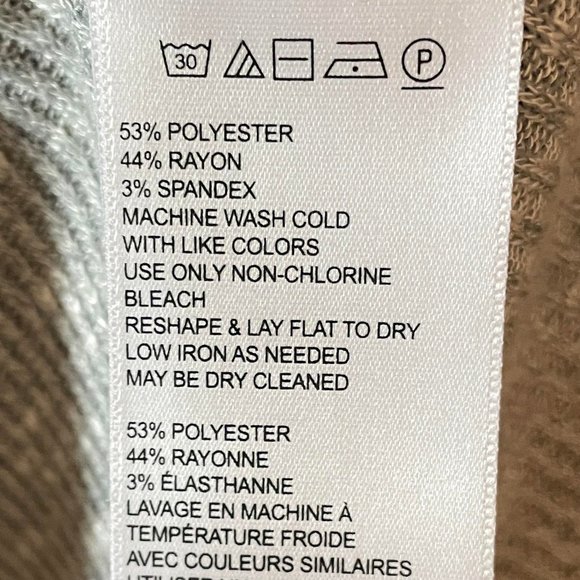 30 P
53% POLYESTER
44% RAYON
3% SPANDEX
MACHINE WASH COLD
WITH LIKE COLORS
USE ONLY NON-CHLORINE
BLEACH
RESHAPE & LAY FLAT TO DRY
LOW IRON AS NEEDED
MAY BE DRY CLEANED
53% POLYESTER
44% RAYONNE
3% ÉLASTHANNE
LAVAGE EN MACHINE À
TEMPÉRATURE FROIDE
AVEC COULEURS SIMILAIRES